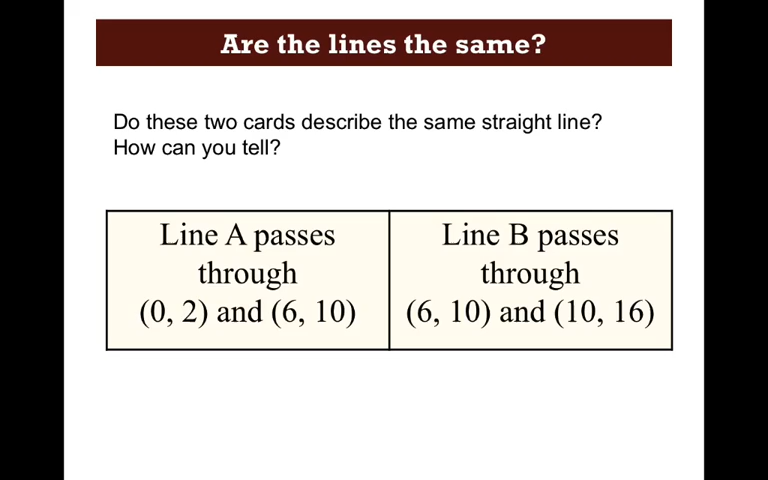 Are the lines the same?
Do these two cards describe the same straight line?
How can you tell?
Line A passes
through
(0, 2) and (6, 10)
Line B passes
through
(6, 10) and (10, 16)